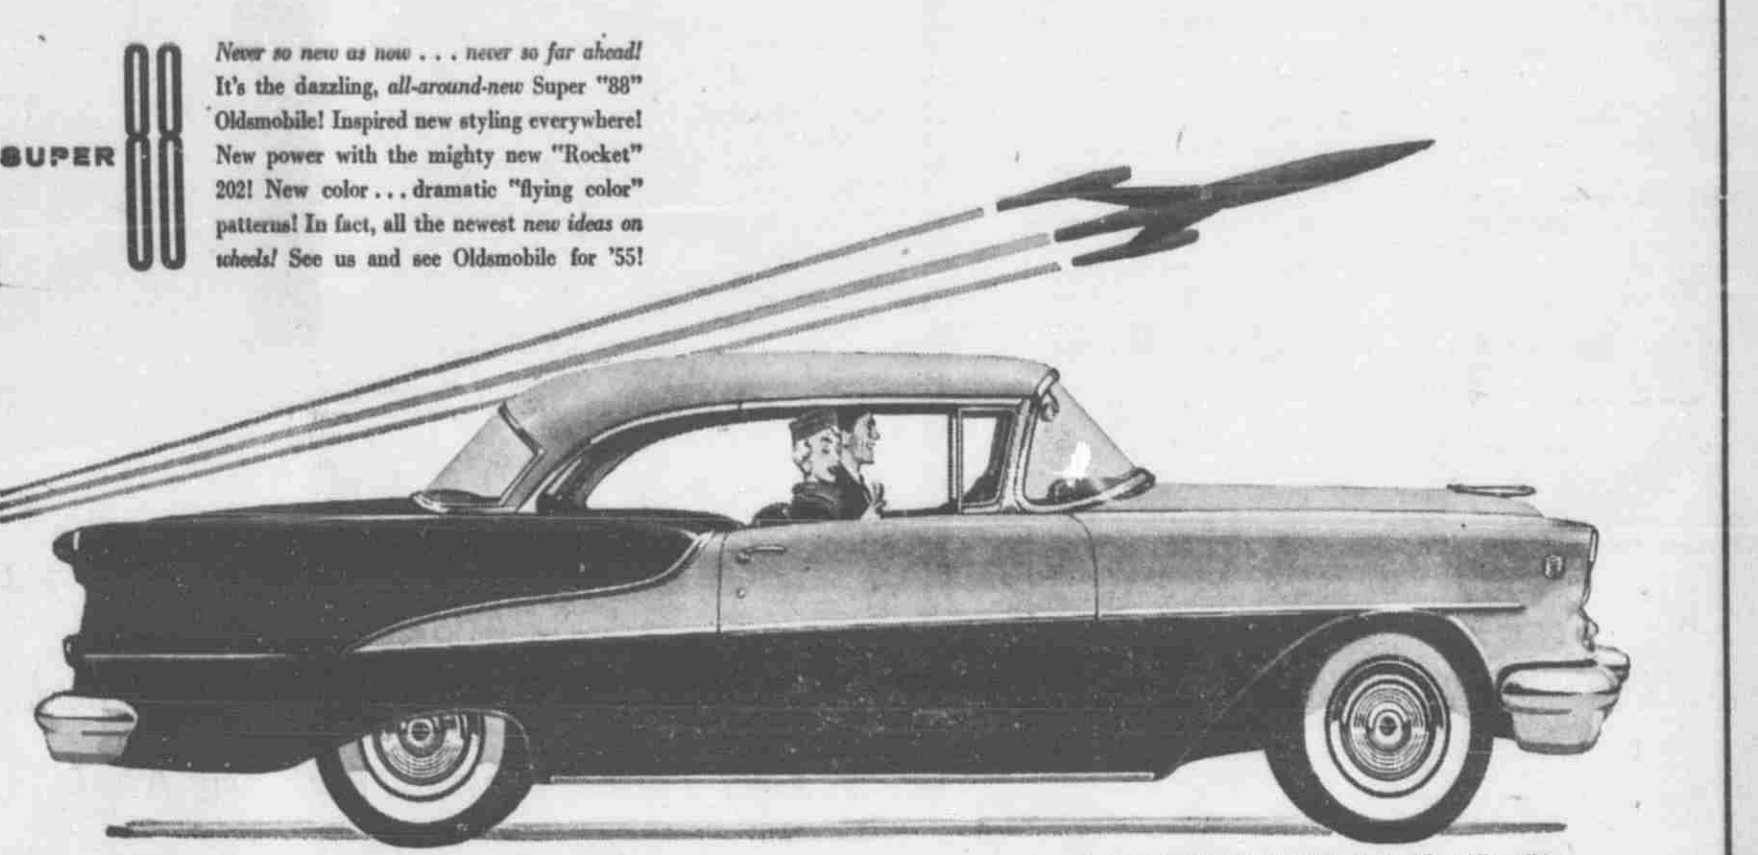 SUPER 88
Never so new as now . . . never so far ahead!
It's the dazzling, all-around-new Super "88"
Oldsmobile! Inspired new styling everywhere!
New power with the mighty new "Rocket"
202! New color . . . dramatic "flying color"
patterns! In fact, all the newest new ideas on
wheels! See us and see Oldsmobile for '55!